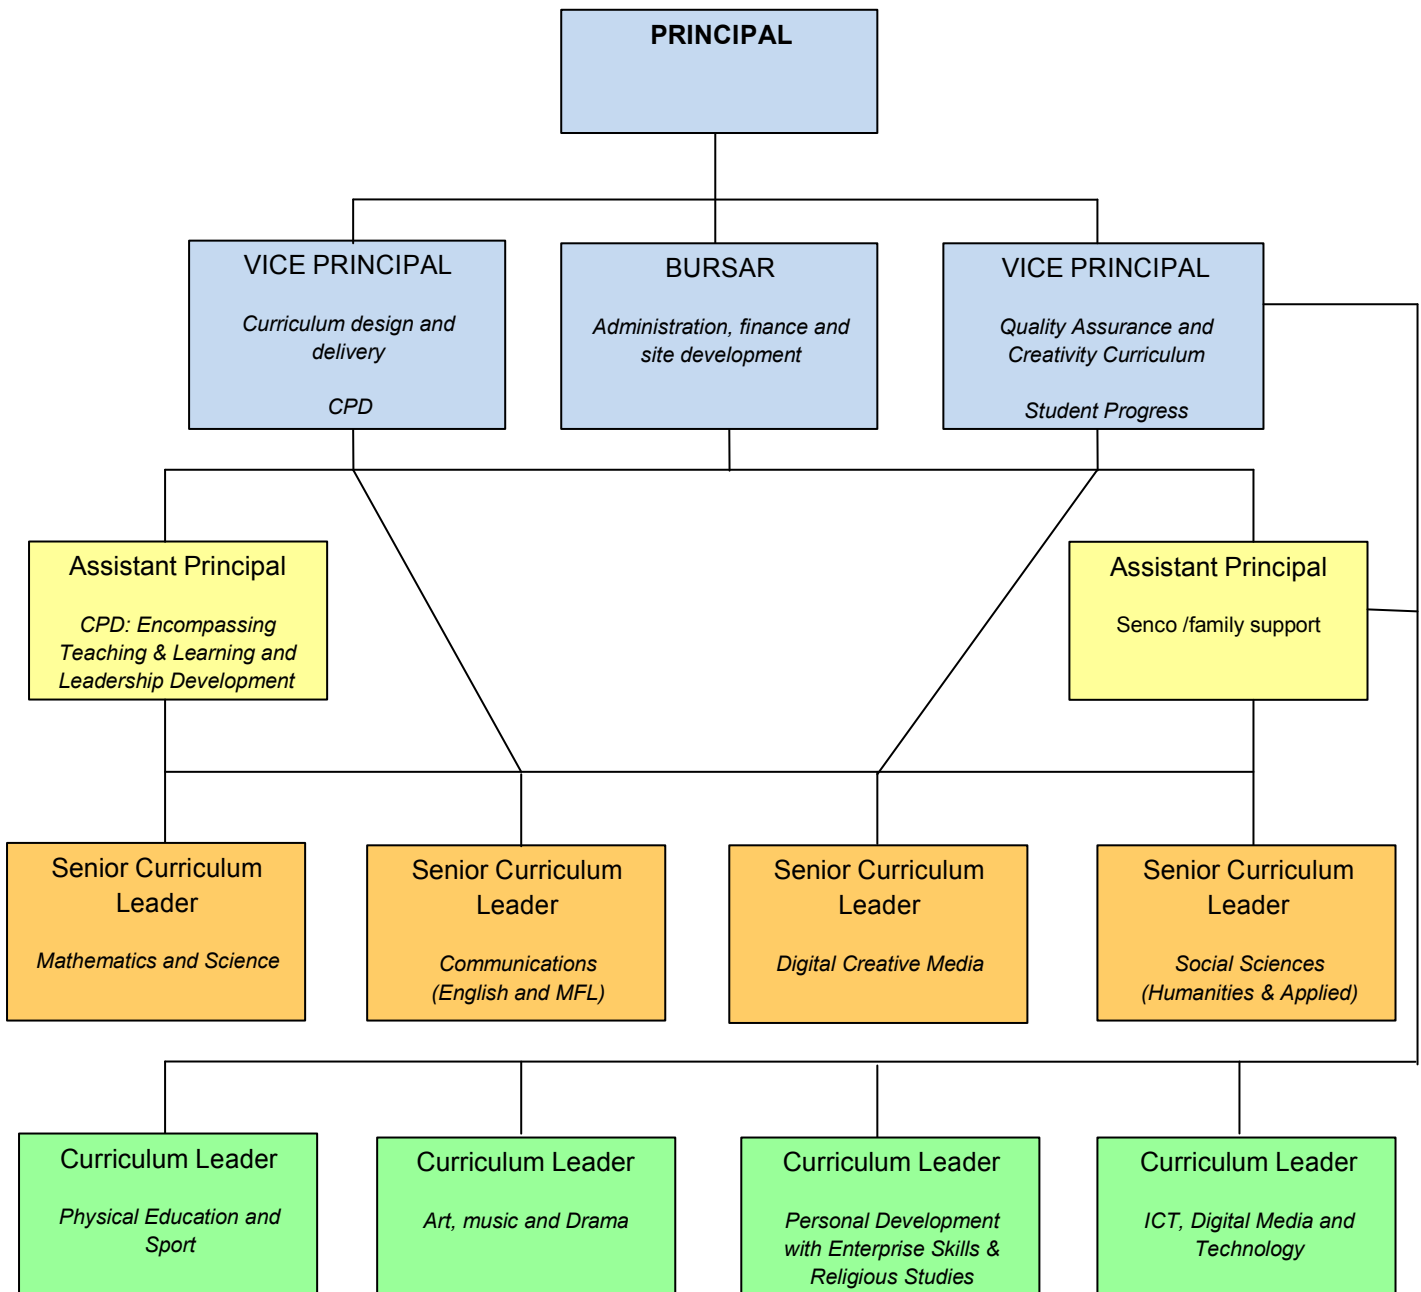 PRINCIPAL
VICE PRINCIPAL
Curriculum design and
delivery
CPD
BURSAR
Administration, finance and
site development
VICE PRINCIPAL
Quality Assurance and
Creativity Curriculum
Student Progress
Assistant Principal
CPD: Encompassing
Teaching & Learning and
Leadership Development
Assistant Principal
Senco /family support
Senior Curriculum
Leader
Mathematics and Science
Senior Curriculum
Leader
Communications
(English and MFL)
Senior Curriculum
Leader
Digital Creative Media
Senior Curriculum
Leader
Social Sciences
(Humanities & Applied)
Curriculum Leader
Physical Education and
Sport
Curriculum Leader
Art, music and Drama
Curriculum Leader
Personal Development
with Enterprise Skills &
Religious Studies
Curriculum Leader
ICT, Digital Media and
Technology